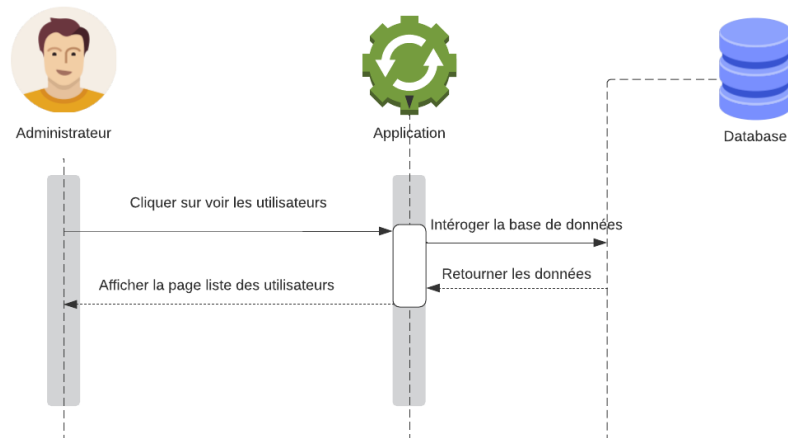 Administrateur
Application
Database
Cliquer sur voir les utilisateurs
Intéroger la base de données
Retourner les données
Afficher la page liste des utilisateurs